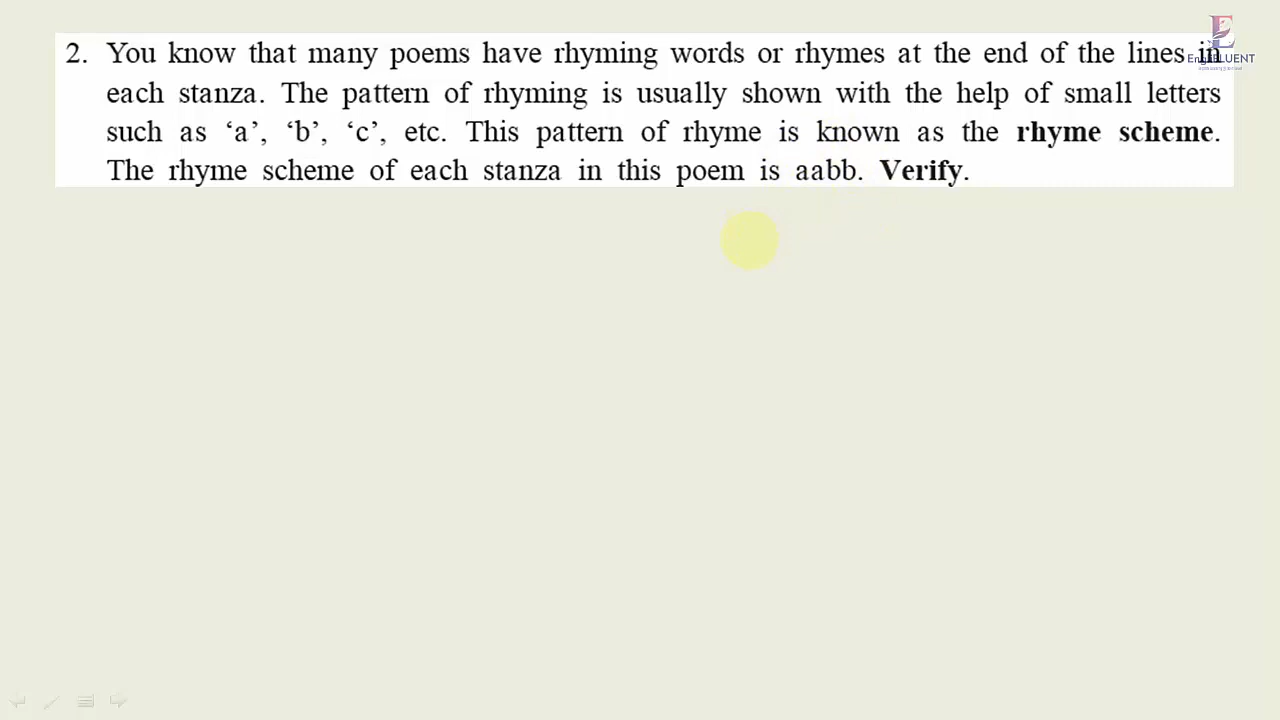 2. You know that many poems have rhyming words or rhymes at the end of the lines in
each stanza. The pattern of rhyming is usually shown with the help of small letters
such as ‘a’, ‘b’, ‘c’, etc. This pattern of rhyme is known as the rhyme scheme.
The rhyme scheme of each stanza in this poem is aabb. Verify.